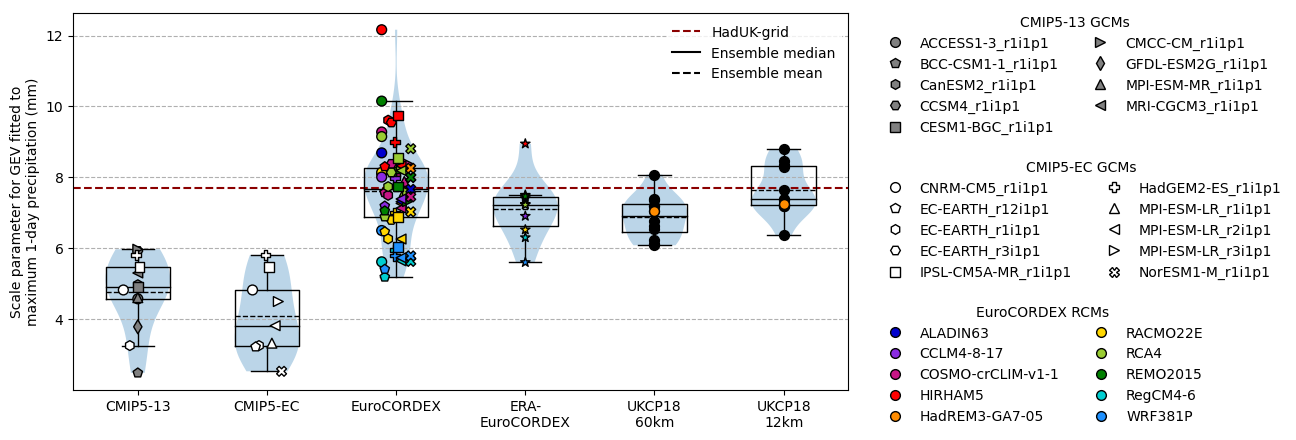 Scale parameter for GEV fitted to
maximum 1-day precipitation (mm)
12
10
8
6
4
CMIP5-13
CMIP5-EC
EuroCORDEX
ERA-
EuroCORDEX
UKCP18
60km
UKCP18
12km
HadUK-grid
Ensemble median
Ensemble mean
CMIP5-13 GCMs
ACCESS1-3_r1i1p1
BCC-CSM1-1_r1i1p1
CanESM2_r1i1p1
CCSM4_r1i1p1
CESM1-BGC_r1i1p1
CMCC-CM_r1i1p1
GFDL-ESM2G_r1i1p1
MPI-ESM-MR_r1i1p1
MRI-CGCM3_r1i1p1
CMIP5-EC GCMs
CNRM-CM5_r1i1p1
EC-EARTH_r12i1p1
EC-EARTH_r1i1p1
EC-EARTH_r3i1p1
IPSL-CM5A-MR_r1i1p1
HadGEM2-ES_r1i1p1
MPI-ESM-LR_r1i1p1
MPI-ESM-LR_r2i1p1
MPI-ESM-LR_r3i1p1
NorESM1-M_r1i1p1
EuroCORDEX RCMs
ALADIN63
CCLM4-8-17
COSMO-crCLIM-v1-1
HIRHAM5
HadREM3-GA7-05
RACMO22E
RCA4
REMO2015
RegCM4-6
WRF381P